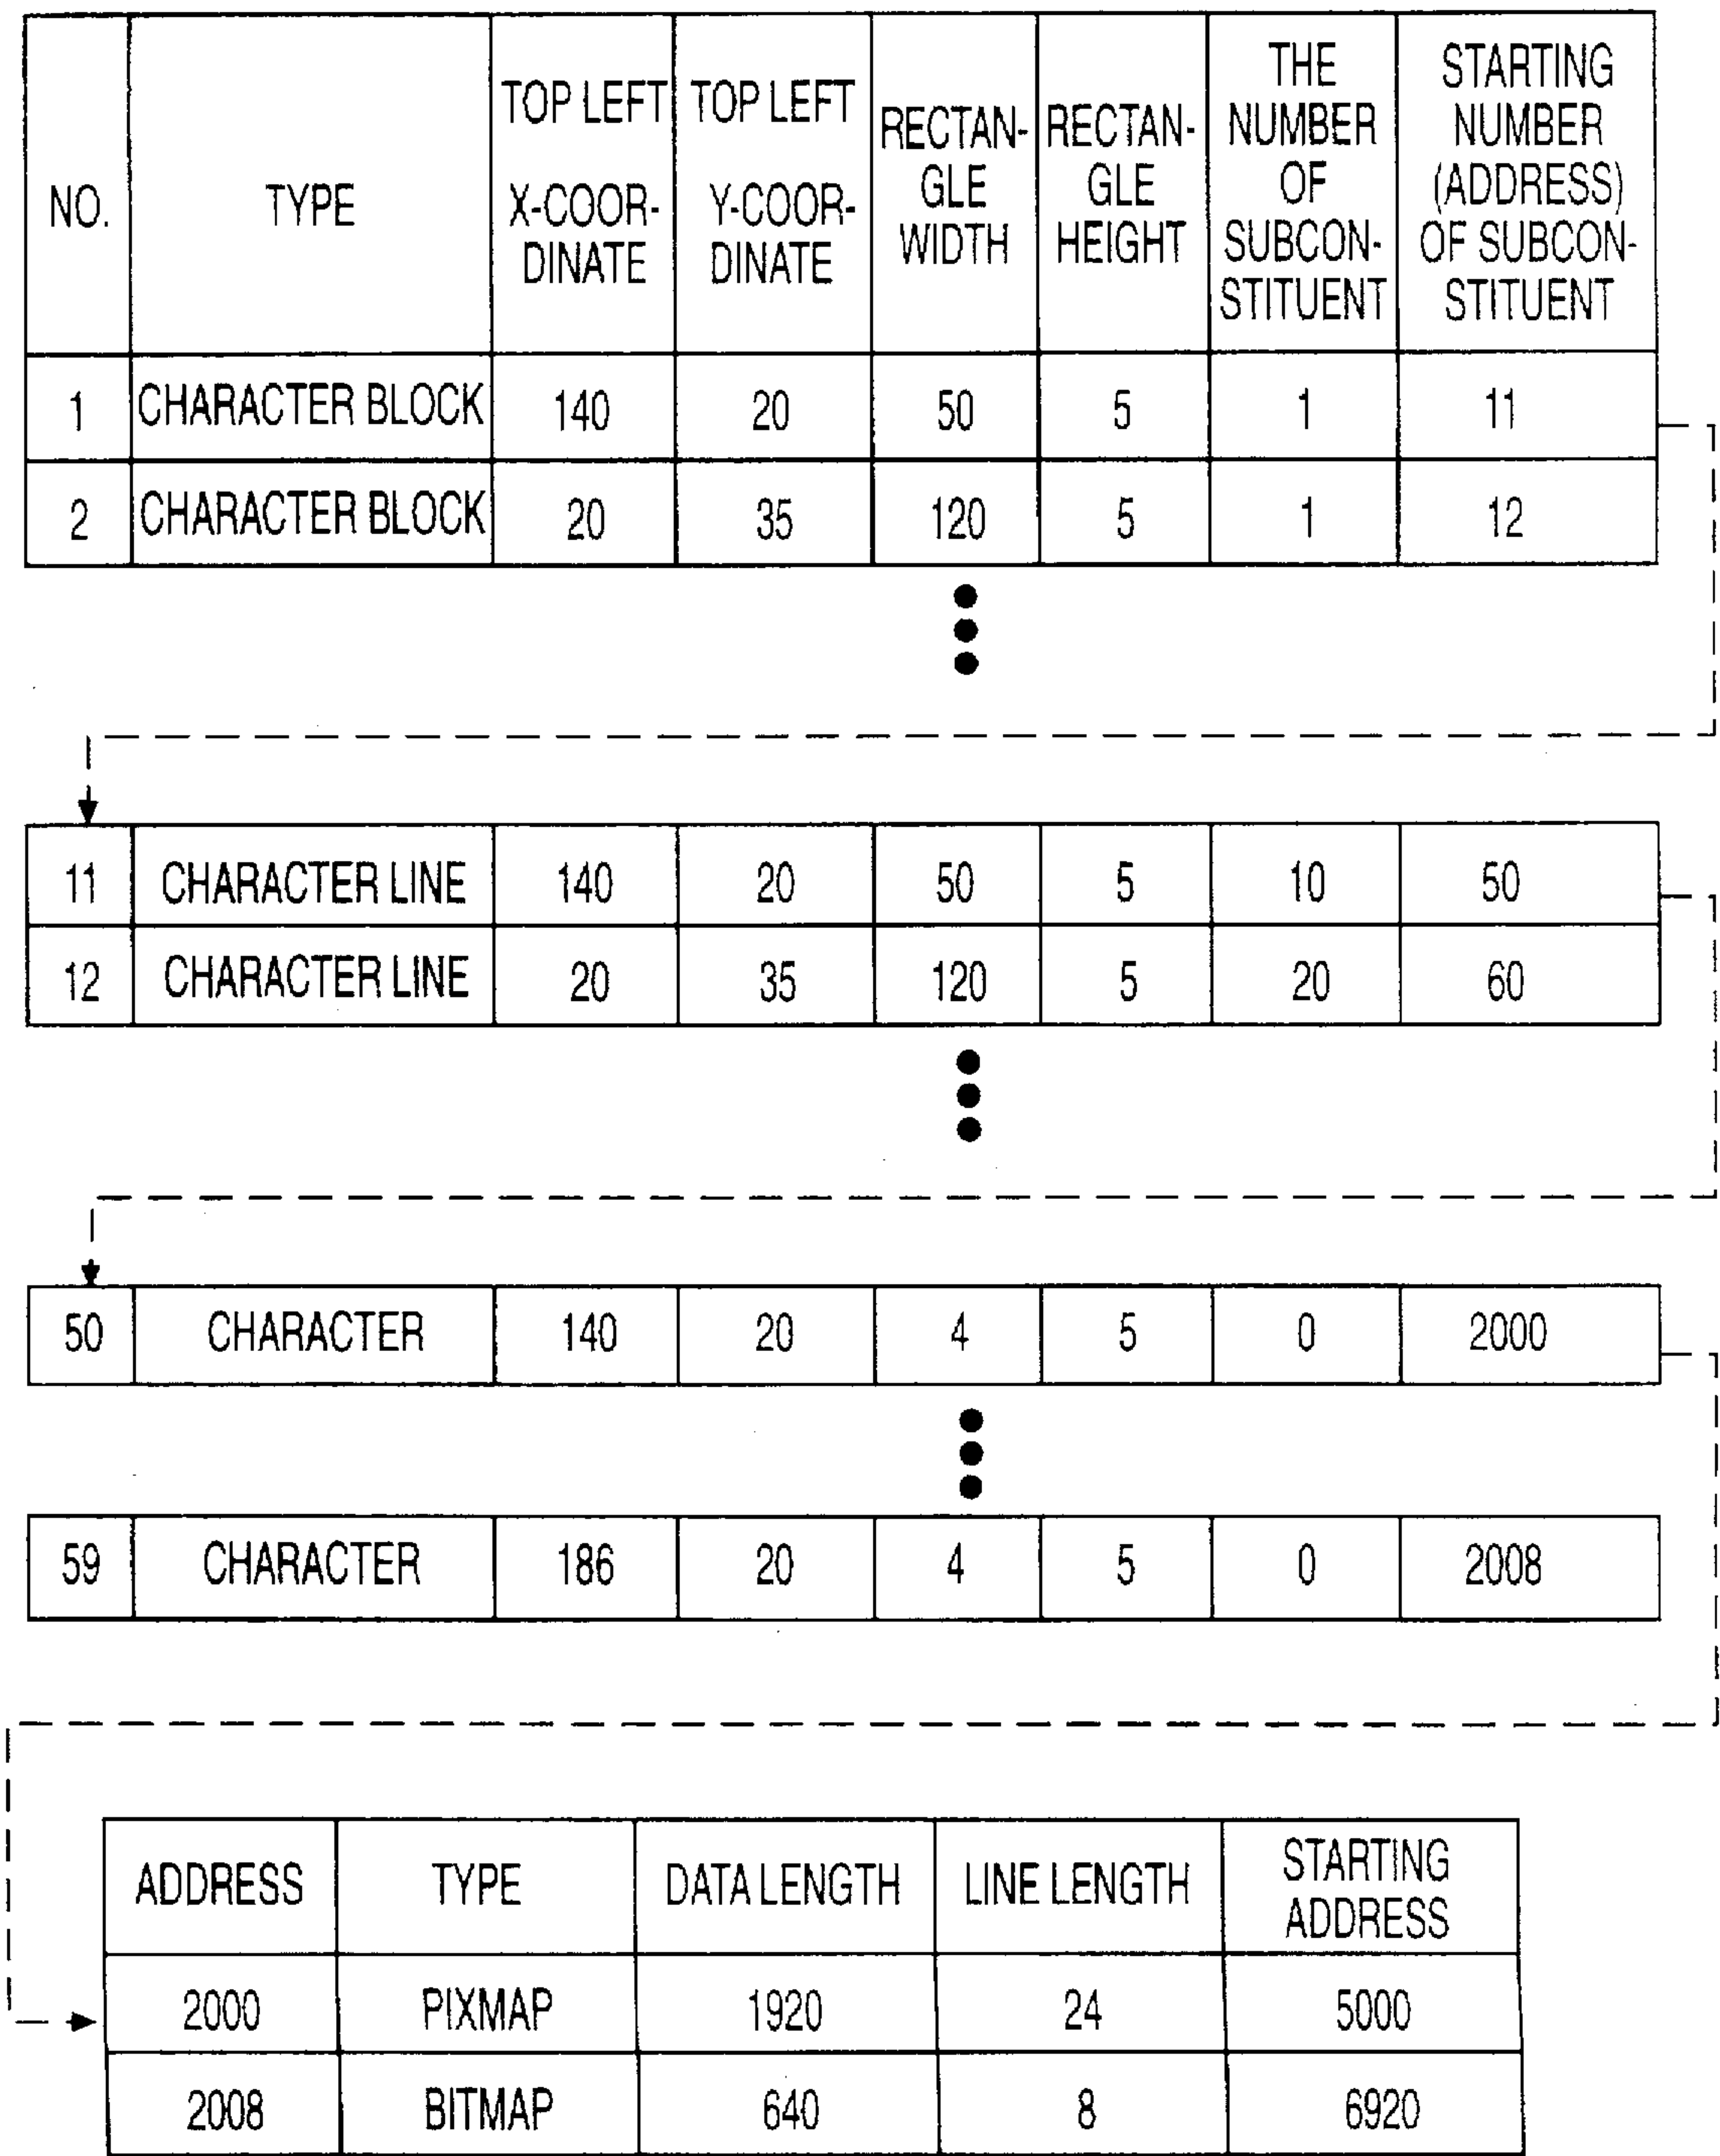 NO.
TYPE
TOP LEFT
X-COOR-
DINATE
TOP LEFT
Y-COOR-
DINATE
RECTAN-
GLE
WIDTH
RECTAN-
GLE
HEIGHT
THE
NUMBER
OF
SUBCON-
STITUENT
STARTING
NUMBER
(ADDRESS)
OF SUBCON-
STITUENT
1 CHARACTER BLOCK 140 20 50 5 1 11
2 CHARACTER BLOCK 20 35 120 5 1 12
11 CHARACTER LINE 140 20 50 5 10 50
12 CHARACTER LINE 20 35 120 5 20 60
50 CHARACTER 140 20 4 5 0 2000
59 CHARACTER 186 20 4 5 0 2008
ADDRESS TYPE DATA LENGTH LINE LENGTH STARTING
ADDRESS
2000 PIXMAP 1920 24 5000
2008 BITMAP 640 8 6920